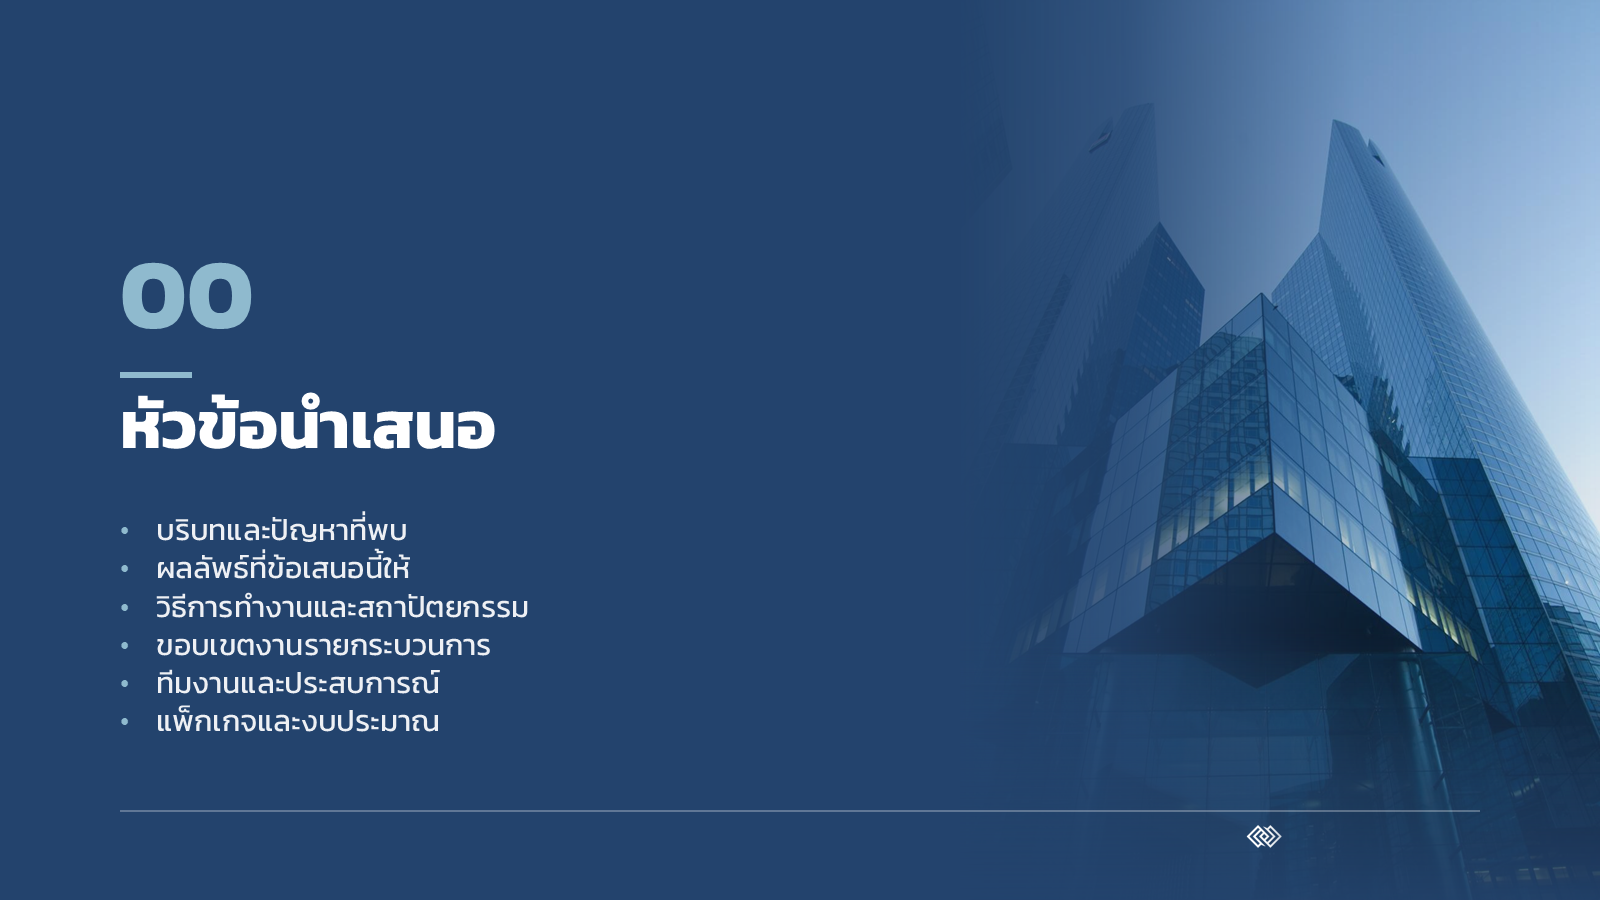 00
หัวข้อนำเสนอ
• บริบทและปัญหาที่พบ
• ผลลัพธ์ที่ข้อเสนอนี้ให้
• วิธีการทำงานและสถาปัตยกรรม
• ขอบเขตงานรายกระบวนการ
• ทีมงานและประสบการณ์
• แพ็กเกจและงบประมาณ